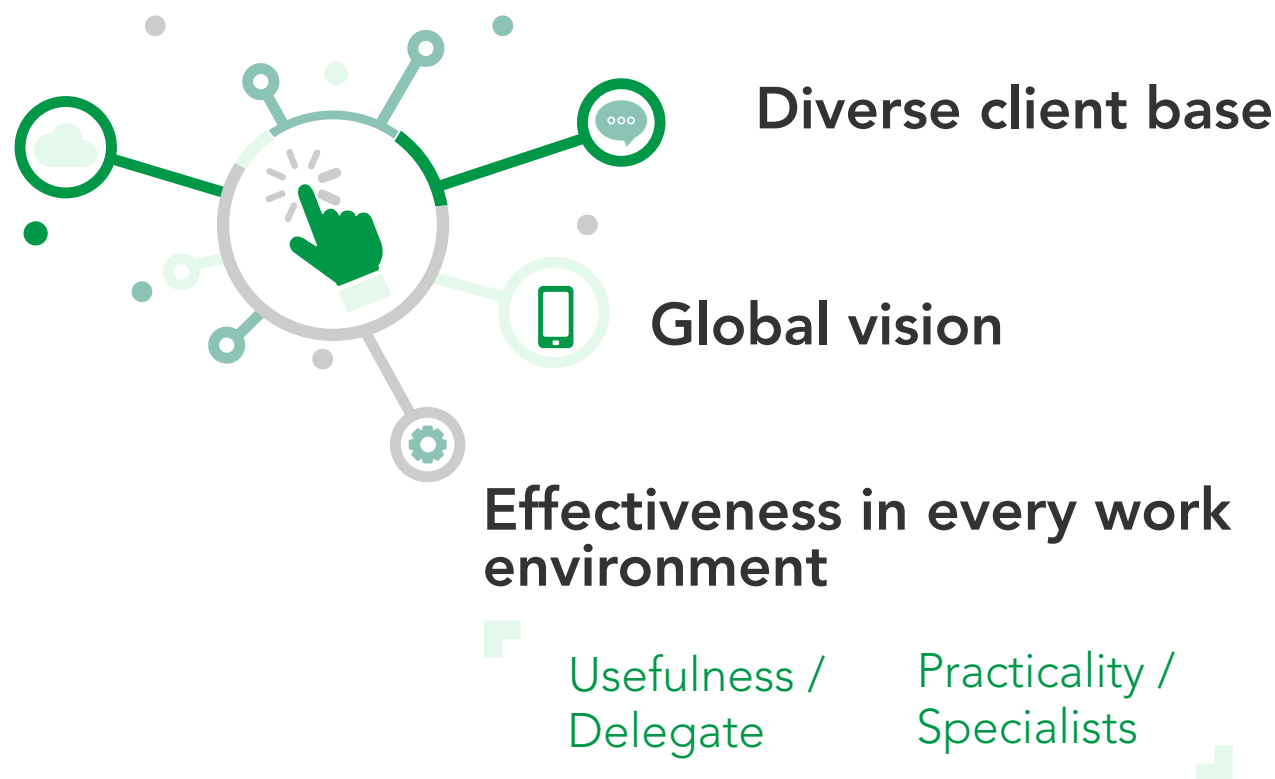 Diverse client base
Global vision
Effectiveness in every work
environment
Usefulness /
Delegate
Practicality /
Specialists